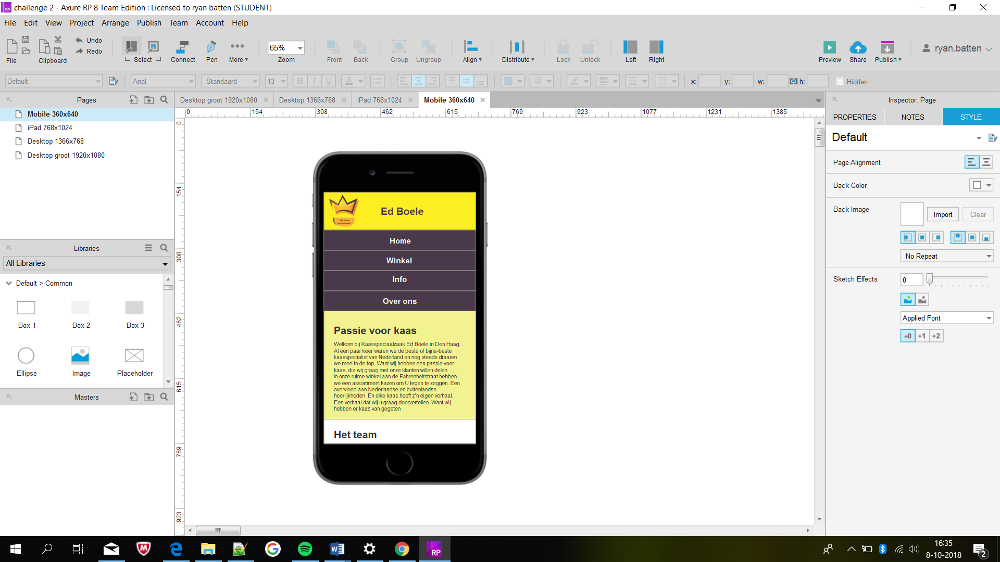 challenge 2 - Axure RP 8 Team Edition : Licensed to ryan batten (STUDENT)
File Edit View Project Arrange Publish Team Account Help
Undo
Redo
File Clipboard Select Connect Pen More 65% Zoom Front Back Group Ungroup Align Distribute Lock Unlock Left Right Preview Share Publish ryan.batten
Default Arial Standaard 13 B I U A x: y: w: h: Hidden
Pages
Mobile 360x640
iPad 768x1024
Desktop 1366x768
Desktop groot 1920x1080
Libraries
All Libraries
Default > Common
Box 1 Box 2 Box 3
Ellipse Image Placeholder
Masters
Desktop groot 1920x1080 Desktop 1366x768 iPad 768x1024 Mobile 360x640
0 154 308 462 615 769 923 1077 1231 1385
0
154
308
462
615
769
923
Ed Boele
Ed Boele
Home
Winkel
Info
Over ons
Passie voor kaas
Welkom bij Kaasspeciaalzaak Ed Boele in Den Haag.
Al een paar keer waren we de beste of bijna-beste
kaasspecialist van Nederland en nog steeds draaien
we mee in de top. Want wij hebben een passie voor
kaas, die wij graag met onze klanten willen delen.
In onze ruime winkel aan de Fahrenheitstraat hebben
we een assortiment kazen om U tegen te zeggen. Een
overvloed aan Nederlandse en buitenlandse
heerlijkheden. En elke kaas heeft z'n eigen verhaal.
Een verhaal dat wij u graag doorvertellen. Want wij
hebben er kaas van gegeten
Het team
Inspector: Page
PROPERTIES NOTES STYLE
Default
Page Alignment
Back Color
Back Image Import Clear
No Repeat
Sketch Effects 0
Applied Font
+0 +1 +2
RP
16:35
8-10-2018
2